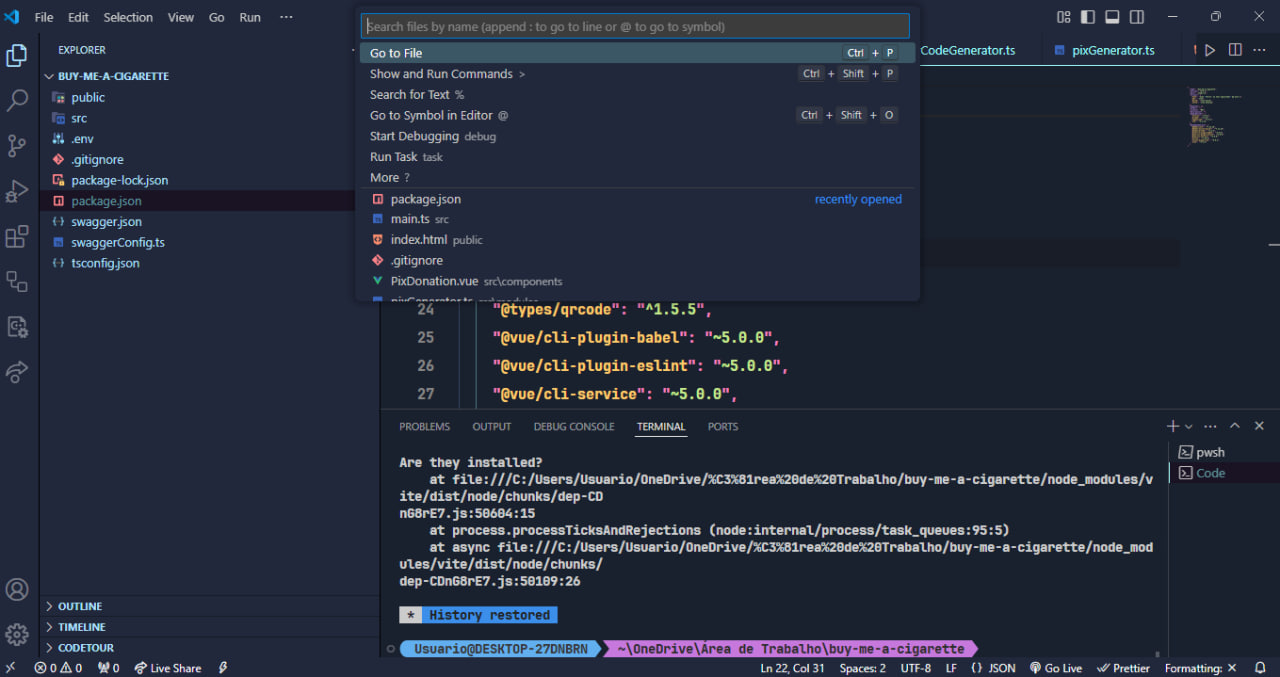 File Edit Selection View Go Run ···
Search files by name (append : to go to line or @ to go to symbol)
Go to File Ctrl + P
Show and Run Commands > Ctrl + Shift + P
Search for Text %
Go to Symbol in Editor @ Ctrl + Shift + O
Start Debugging debug
Run Task task
More ?
package.json recently opened
main.ts src
index.html public
.gitignore
PixDonation.vue src\components
pixGenerator.ts src\modules
EXPLORER
BUY-ME-A-CIGARETTE
public
src
.env
.gitignore
package-lock.json
package.json
swagger.json
swaggerConfig.ts
tsconfig.json
OUTLINE
TIMELINE
CODETOUR
CodeGenerator.ts pixGenerator.ts
24 "@types/qrcode": "^1.5.5",
25 "@vue/cli-plugin-babel": "~5.0.0",
26 "@vue/cli-plugin-eslint": "~5.0.0",
27 "@vue/cli-service": "~5.0.0",
PROBLEMS OUTPUT DEBUG CONSOLE TERMINAL PORTS
Are they installed?
at file:///C:/Users/Usuario/OneDrive/%C3%81rea%20de%20Trabalho/buy-me-a-cigarette/node_modules/v
ite/dist/node/chunks/dep-CD
nG8rE7.js:50604:15
at process.processTicksAndRejections (node:internal/process/task_queues:95:5)
at async file:///C:/Users/Usuario/OneDrive/%C3%81rea%20de%20Trabalho/buy-me-a-cigarette/node_mod
ules/vite/dist/node/chunks/
dep-CDnG8rE7.js:50109:26
* History restored
Usuario@DESKTOP-27DNBRN ~\OneDrive\Área de Trabalho\buy-me-a-cigarette
pwsh
Code
0 0 0 Live Share Ln 22, Col 31 Spaces: 2 UTF-8 LF {} JSON Go Live Prettier Formatting: ✕